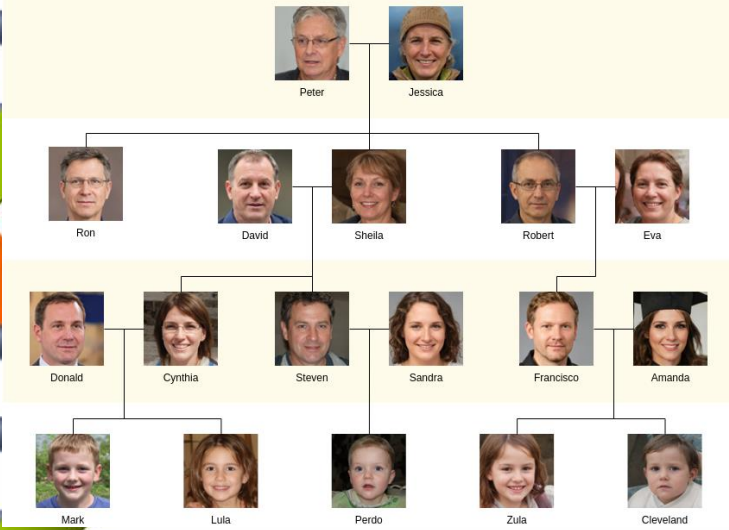 Peter
Jessica
Ron
David
Sheila
Robert
Eva
Donald
Cynthia
Steven
Sandra
Francisco
Amanda
Mark
Lula
Perdo
Zula
Cleveland